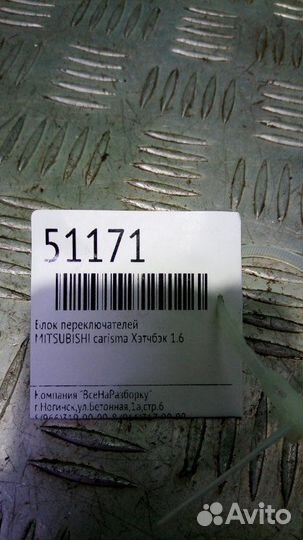 51171
Блок переключателей
MITSUBISHI carisma Хэтчбэк 1.6
Компания "ВсеНаРазборку"
г.Ногинск,ул.Бетонная,1а,стр.6
Avito